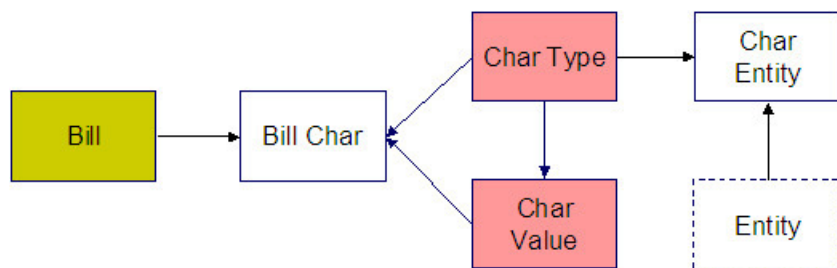 Char Type
Char
Entity
Bill
Bill Char
Char
Value
Entity